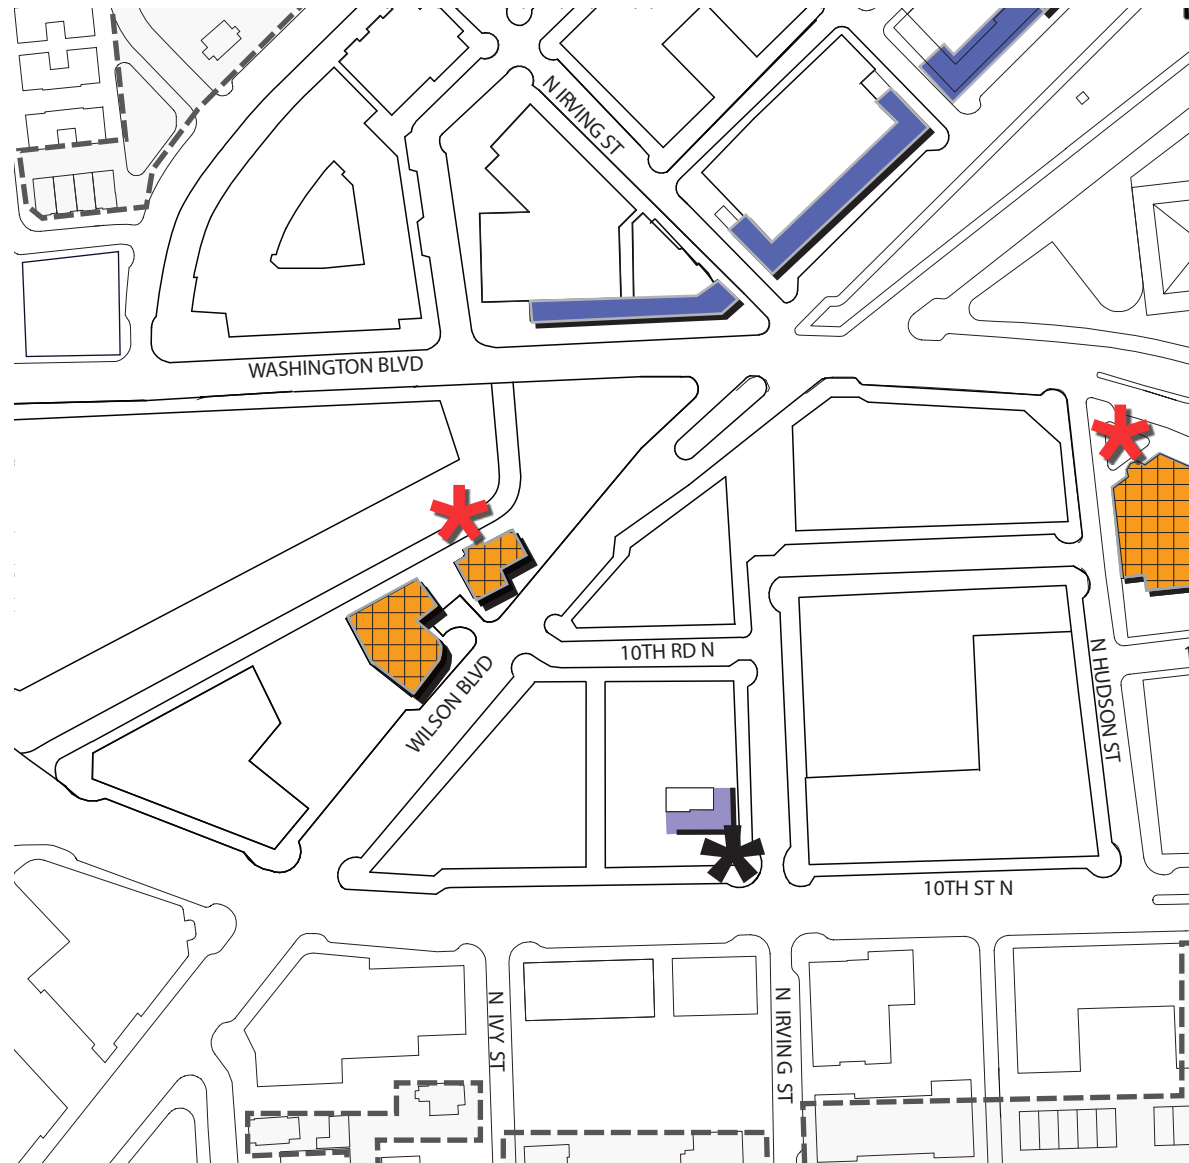 N IRVING ST
WASHINGTON BLVD
10TH RD N
WILSON BLVD
N HUDSON ST
10TH ST N
N IVY ST
N IRVING ST